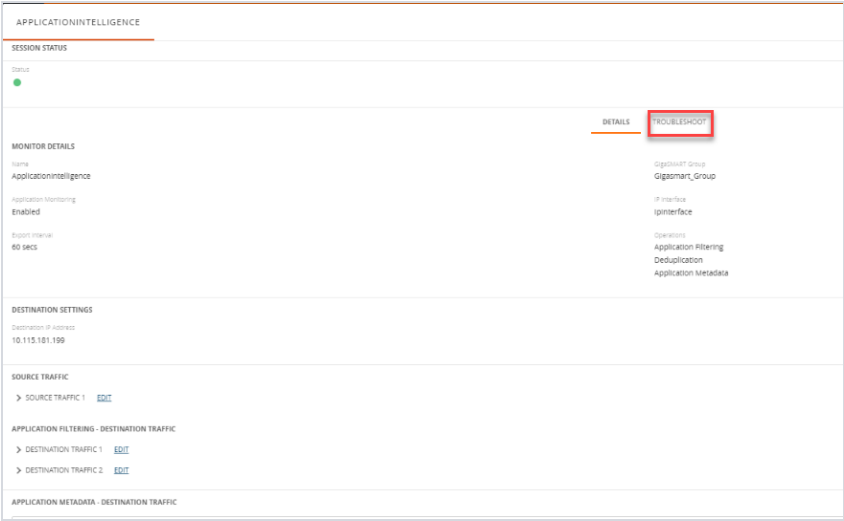 APPLICATIONINTELLIGENCE
SESSION STATUS
Status
DETAILS TROUBLESHOOT
MONITOR DETAILS
Name GigaSMART Group
Applicationintelligence Gigasmart_Group
Application Monitoring IP Interface
Enabled Ipinterface
Export Interval Operations
60 secs Application Filtering
Deduplication
Application Metadata
DESTINATION SETTINGS
Destination IP Address
10.115.181.199
SOURCE TRAFFIC
SOURCE TRAFFIC 1 EDIT
APPLICATION FILTERING - DESTINATION TRAFFIC
DESTINATION TRAFFIC 1 EDIT
DESTINATION TRAFFIC 2 EDIT
APPLICATION METADATA - DESTINATION TRAFFIC